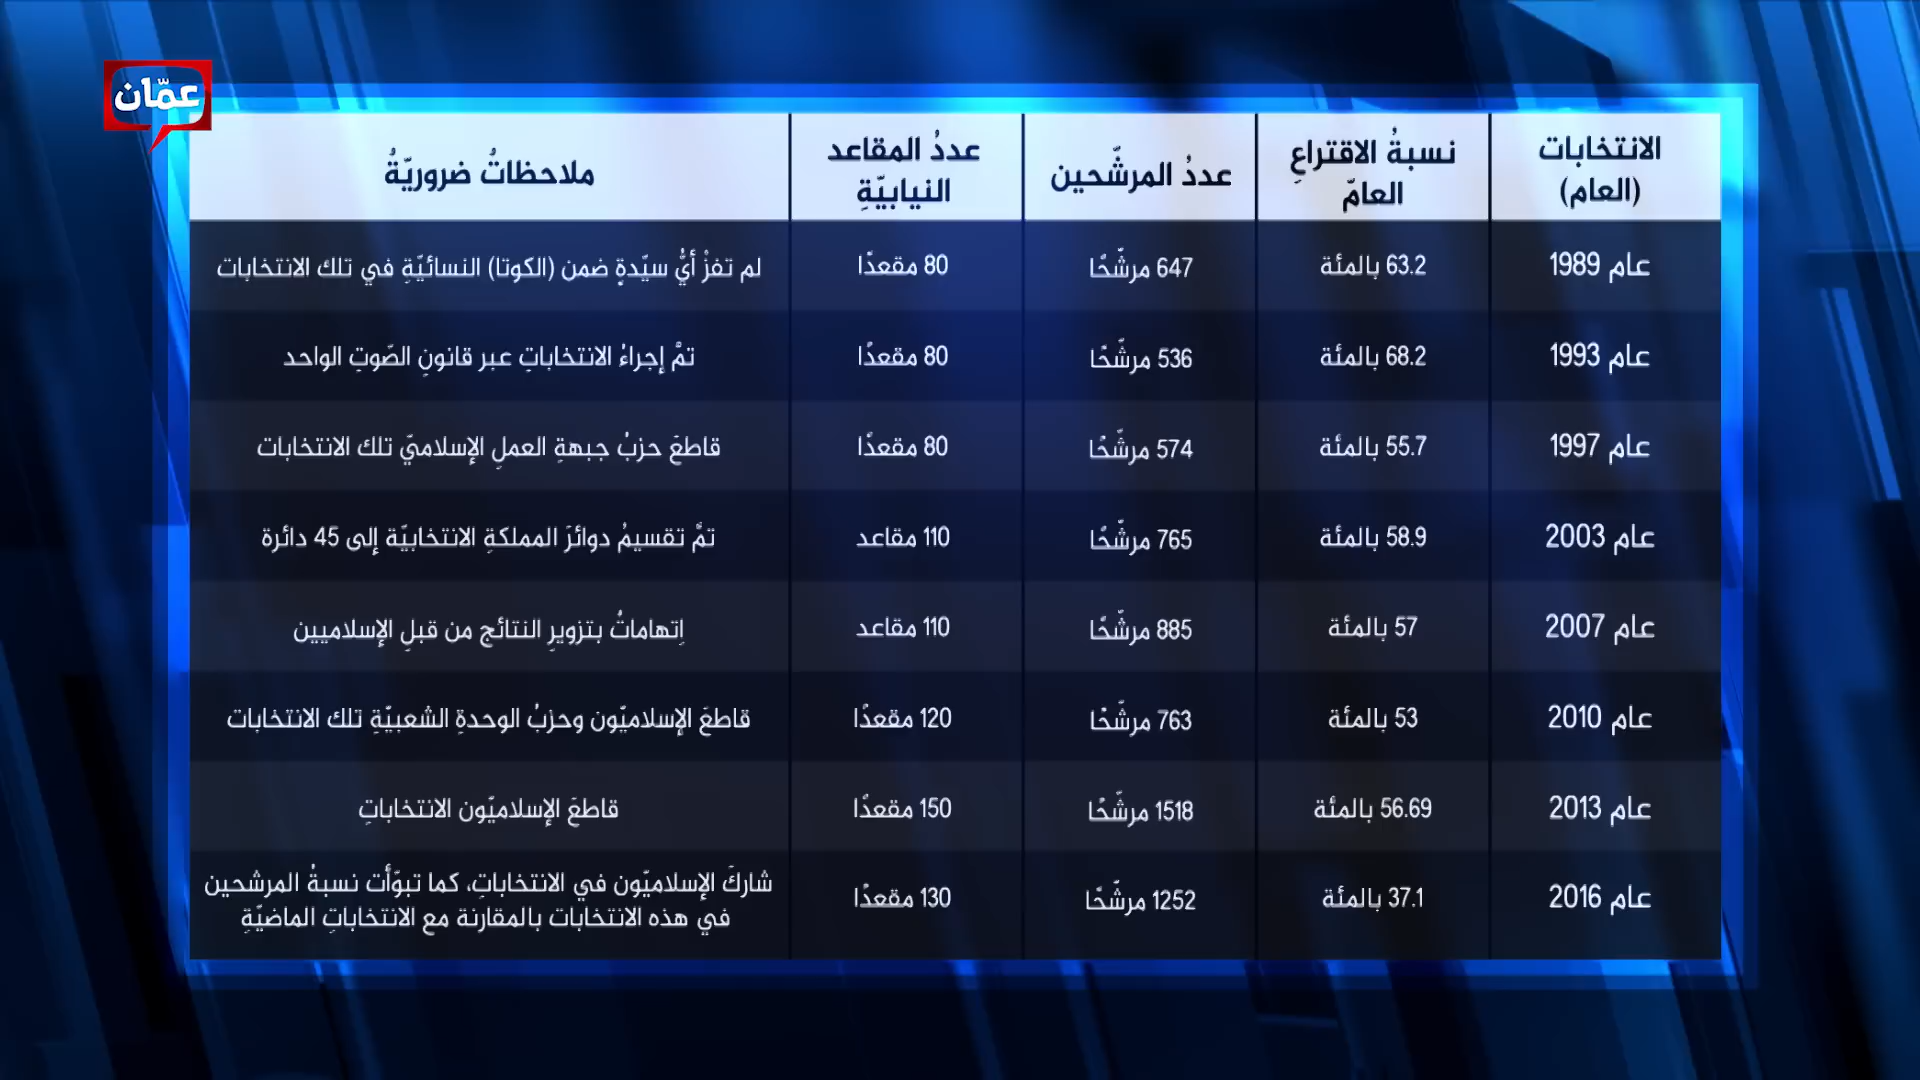 عمّان
الانتخابات (العام) نسبةُ الاقتراعِ العامّ عددُ المرشّحين عددُ المقاعد النيابيّةِ ملاحظاتُ ضروريّةُ
عام 1989 63.2 بالمئة 647 مرشّحًا 80 مقعدًا لم تفزْ أيُّ سيّدةٍ ضمن (الكوتا) النسائيّةِ في تلك الانتخابات
عام 1993 68.2 بالمئة 536 مرشّحًا 80 مقعدًا تمَّ إجراءُ الانتخاباتِ عبر قانونِ الصّوتِ الواحد
عام 1997 55.7 بالمئة 574 مرشّحًا 80 مقعدًا قاطعَ حزبُ جبهةِ العملِ الإسلاميّ تلك الانتخابات
عام 2003 58.9 بالمئة 765 مرشّحًا 110 مقاعد تمَّ تقسيمُ دوائرَ المملكةِ الانتخابيّة إلى 45 دائرة
عام 2007 57 بالمئة 885 مرشّحًا 110 مقاعد اِتهاماتُ بتزويرِ النتائج من قبلِ الإسلاميين
عام 2010 53 بالمئة 763 مرشّحًا 120 مقعدًا قاطعَ الإسلاميّون وحزبُ الوحدةِ الشعبيّةِ تلك الانتخابات
عام 2013 56.69 بالمئة 1518 مرشّحًا 150 مقعدًا قاطعَ الإسلاميّون الانتخاباتِ
عام 2016 37.1 بالمئة 1252 مرشّحًا 130 مقعدًا شاركَ الإسلاميّون في الانتخاباتِ، كما تبوّأت نسبةُ المرشحين
في هذه الانتخابات بالمقارنة مع الانتخاباتِ الماضيّةِ